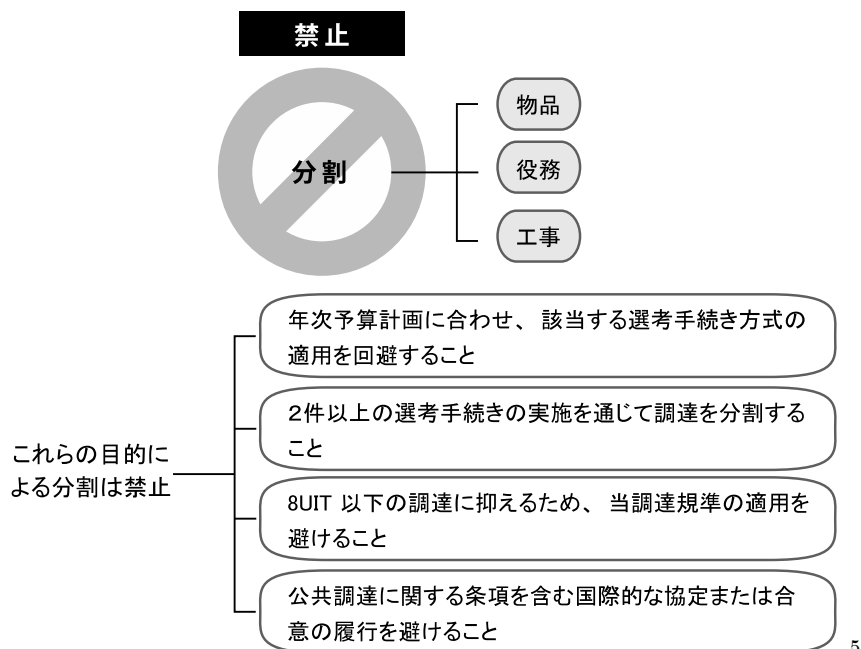 禁止
分割
物品
役務
工事
年次予算計画に合わせ、該当する選考手続き方式の
適用を回避すること
2件以上の選考手続きの実施を通じて調達を分割する
こと
これらの目的に
よる分割は禁止
8UIT 以下の調達に抑えるため、当調達規準の適用を
避けること
公共調達に関する条項を含む国際的な協定または合
意の履行を避けること
5